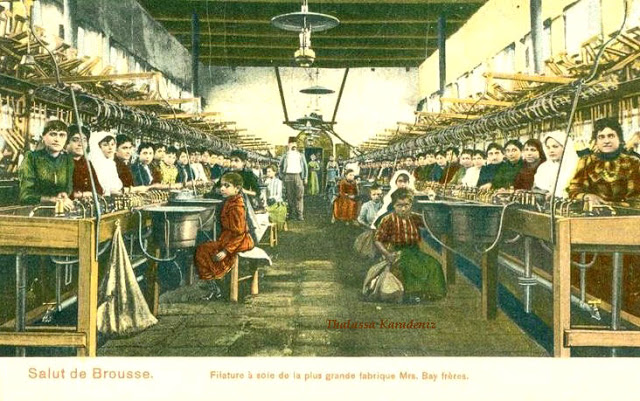 Thalassa Karadeniz
Salut de Brousse.
Filature à soie de la plus grande fabrique Mrs. Bay frères.